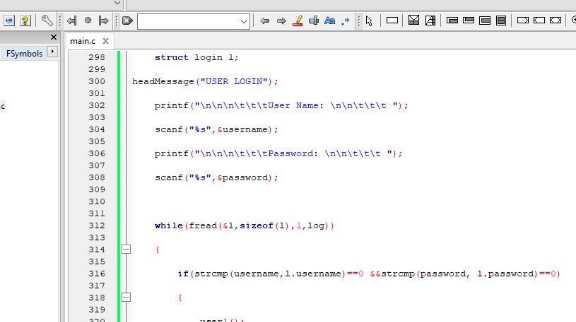 main.c X
FSymbols
.c
298 struct login l;
299
300 headMessage("USER LOGIN");
301
302 printf("\n\n\n\t\t\tUser Name: \n\n\t\t\t ");
303
304 scanf("%s",&username);
305
306 printf("\n\n\n\t\t\tPassword: \n\n\t\t\t ");
307
308 scanf("%s",&password);
309
310
311
312 while(fread(&l,sizeof(l),1,log))
313
314 {
315
316 if(strcmp(username,l.username)==0 &&strcmp(password, l.password)==0)
317
318 {
319
320 user1();